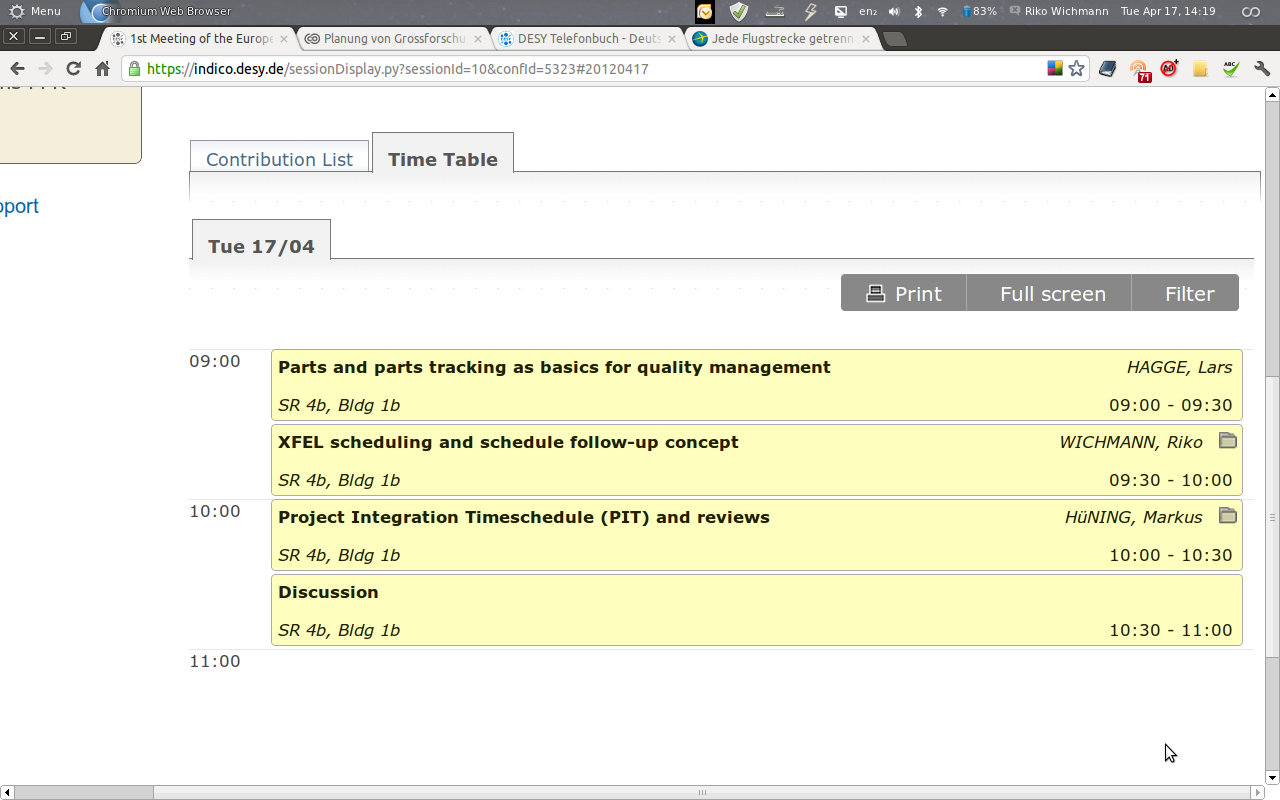 Menu Chromium Web Browser en₂ 83% Riko Wichmann Tue Apr 17, 14:19
1st Meeting of the Europe Planung von Grossforschu DESY Telefonbuch - Deuts Jede Flugstrecke getrenn
https://indico.desy.de/sessionDisplay.py?sessionId=10&confId=5323#20120417 71 ABC
Contribution List Time Table
pport
Tue 17/04
Print Full screen Filter
09:00
Parts and parts tracking as basics for quality management HAGGE, Lars
SR 4b, Bldg 1b 09:00 - 09:30
XFEL scheduling and schedule follow-up concept WICHMANN, Riko
SR 4b, Bldg 1b 09:30 - 10:00
10:00
Project Integration Timeschedule (PIT) and reviews HüNING, Markus
SR 4b, Bldg 1b 10:00 - 10:30
Discussion
SR 4b, Bldg 1b 10:30 - 11:00
11:00